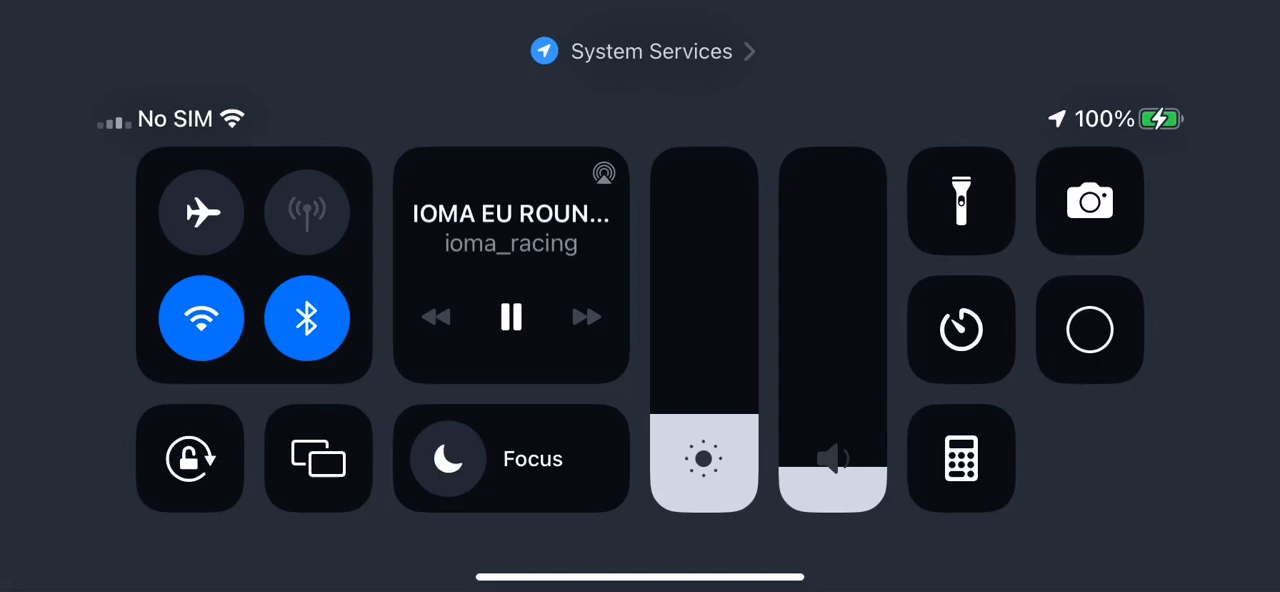 System Services
No SIM
100%
IOMA EU ROUN...
ioma_racing
Focus